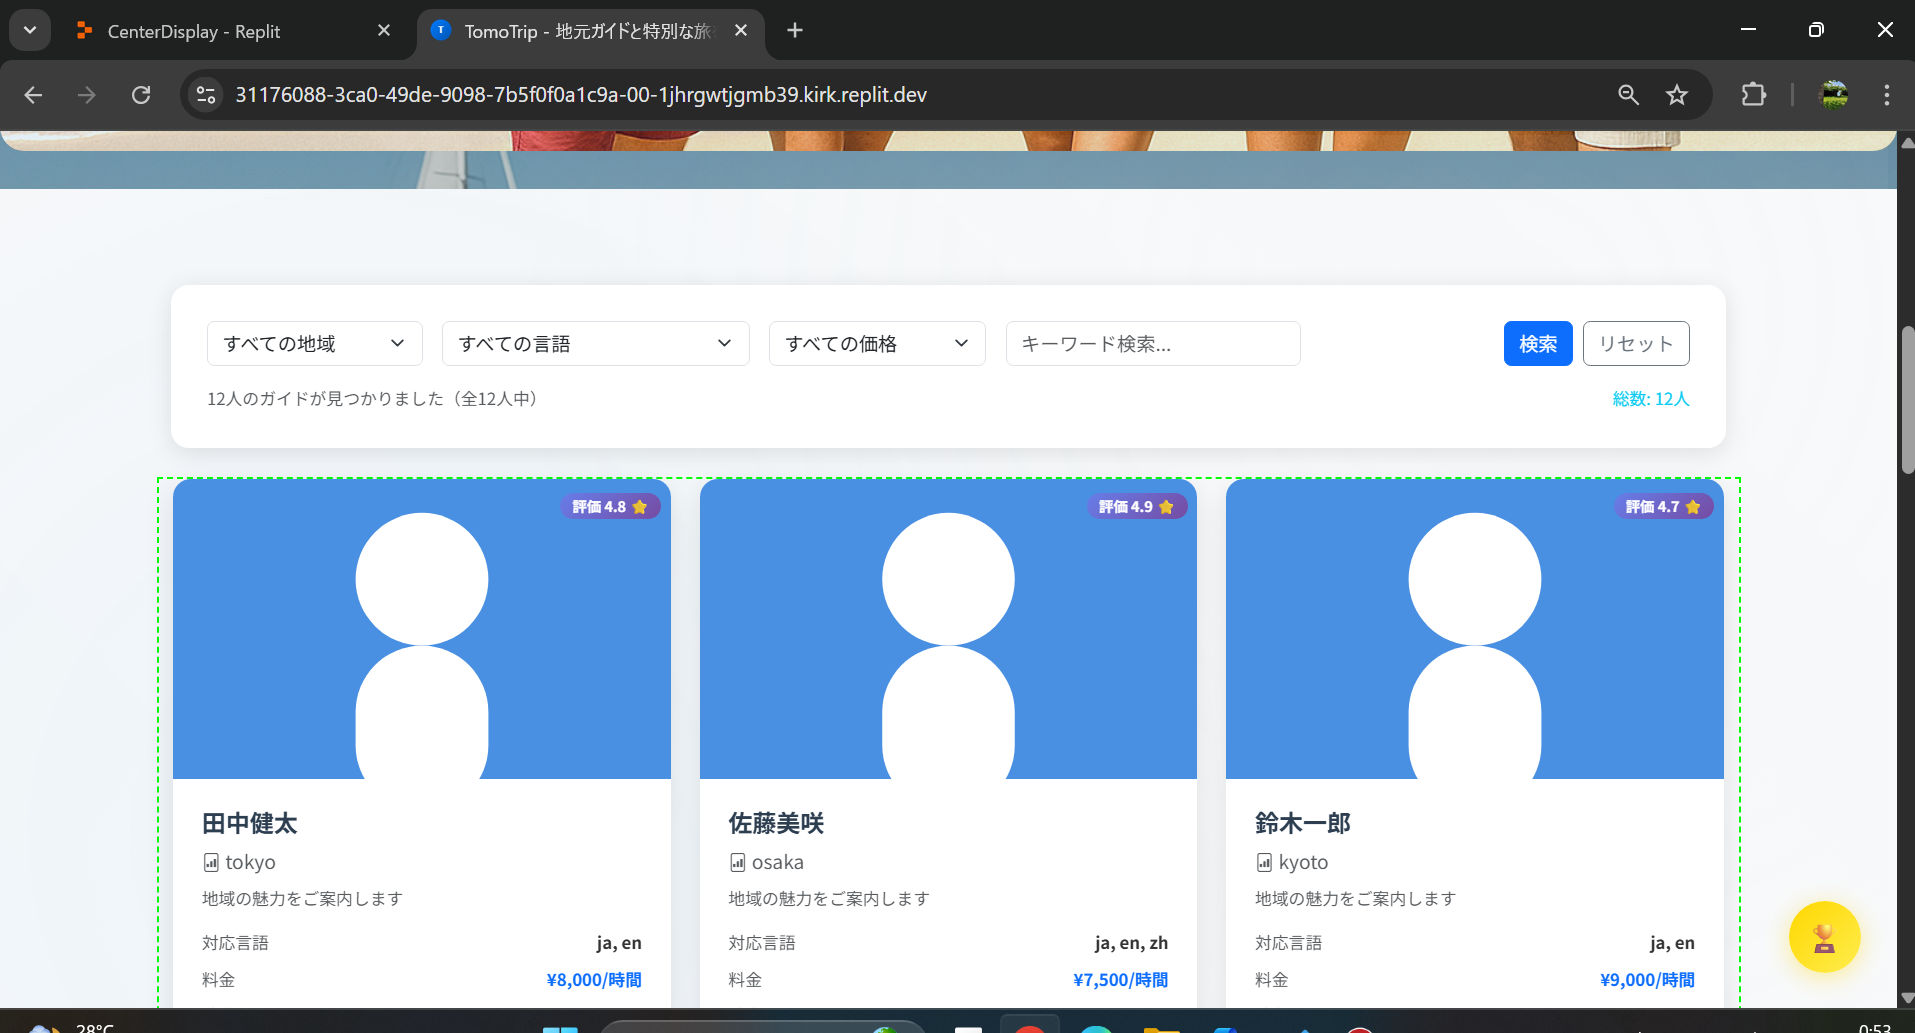 CenterDisplay - Replit
TomoTrip - 地元ガイドと特別な旅
31176088-3ca0-49de-9098-7b5f0f0a1c9a-00-1jhrgwtjgmb39.kirk.replit.dev
すべての地域 すべての言語 すべての価格 キーワード検索... 検索 リセット
12人のガイドが見つかりました（全12人中） 総数: 12人
評価 4.8 評価 4.9 評価 4.7
田中健太
tokyo
地域の魅力をご案内します
対応言語 ja, en
料金 ¥8,000/時間
佐藤美咲
osaka
地域の魅力をご案内します
対応言語 ja, en, zh
料金 ¥7,500/時間
鈴木一郎
kyoto
地域の魅力をご案内します
対応言語 ja, en
料金 ¥9,000/時間
28°C
0:53